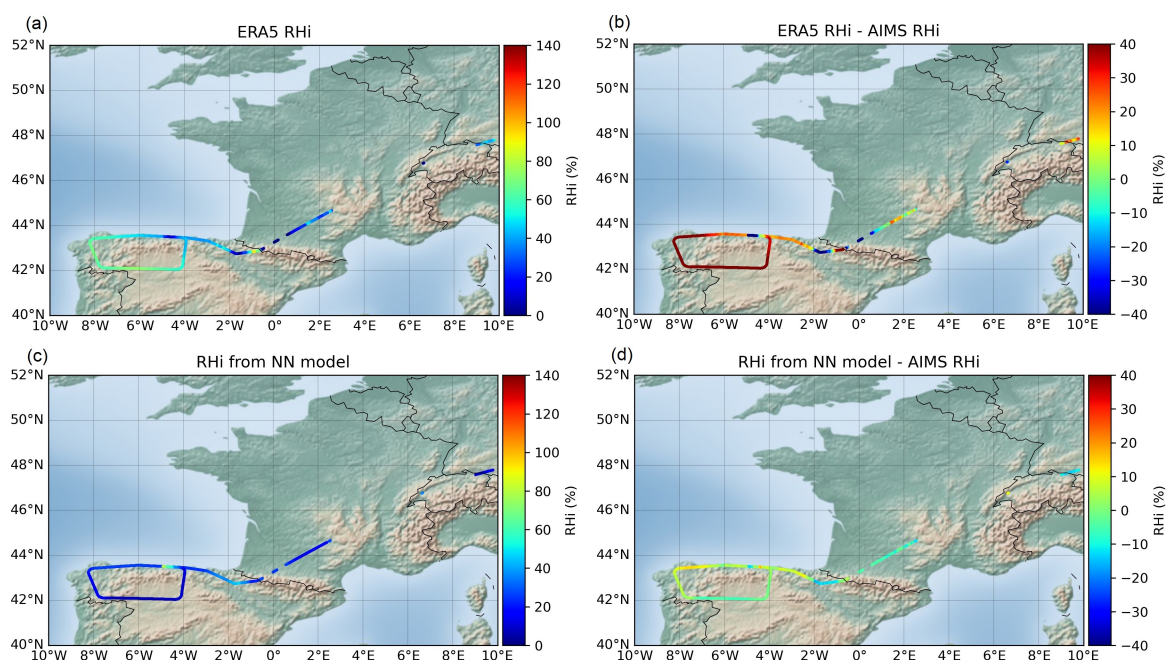 (a)
ERA5 RHi
52°N
50°N
48°N
46°N
44°N
42°N
40°N
10°W 8°W 6°W 4°W 2°W 0° 2°E 4°E 6°E 8°E 10°E
140
120
100
80
60
40
20
0
RHi (%)
(b)
ERA5 RHi - AIMS RHi
52°N
50°N
48°N
46°N
44°N
42°N
40°N
10°W 8°W 6°W 4°W 2°W 0° 2°E 4°E 6°E 8°E 10°E
40
30
20
10
0
−10
−20
−30
−40
RHi (%)
(c)
RHi from NN model
52°N
50°N
48°N
46°N
44°N
42°N
40°N
10°W 8°W 6°W 4°W 2°W 0° 2°E 4°E 6°E 8°E 10°E
140
120
100
80
60
40
20
0
RHi (%)
(d)
RHi from NN model - AIMS RHi
52°N
50°N
48°N
46°N
44°N
42°N
40°N
10°W 8°W 6°W 4°W 2°W 0° 2°E 4°E 6°E 8°E 10°E
40
30
20
10
0
−10
−20
−30
−40
RHi (%)